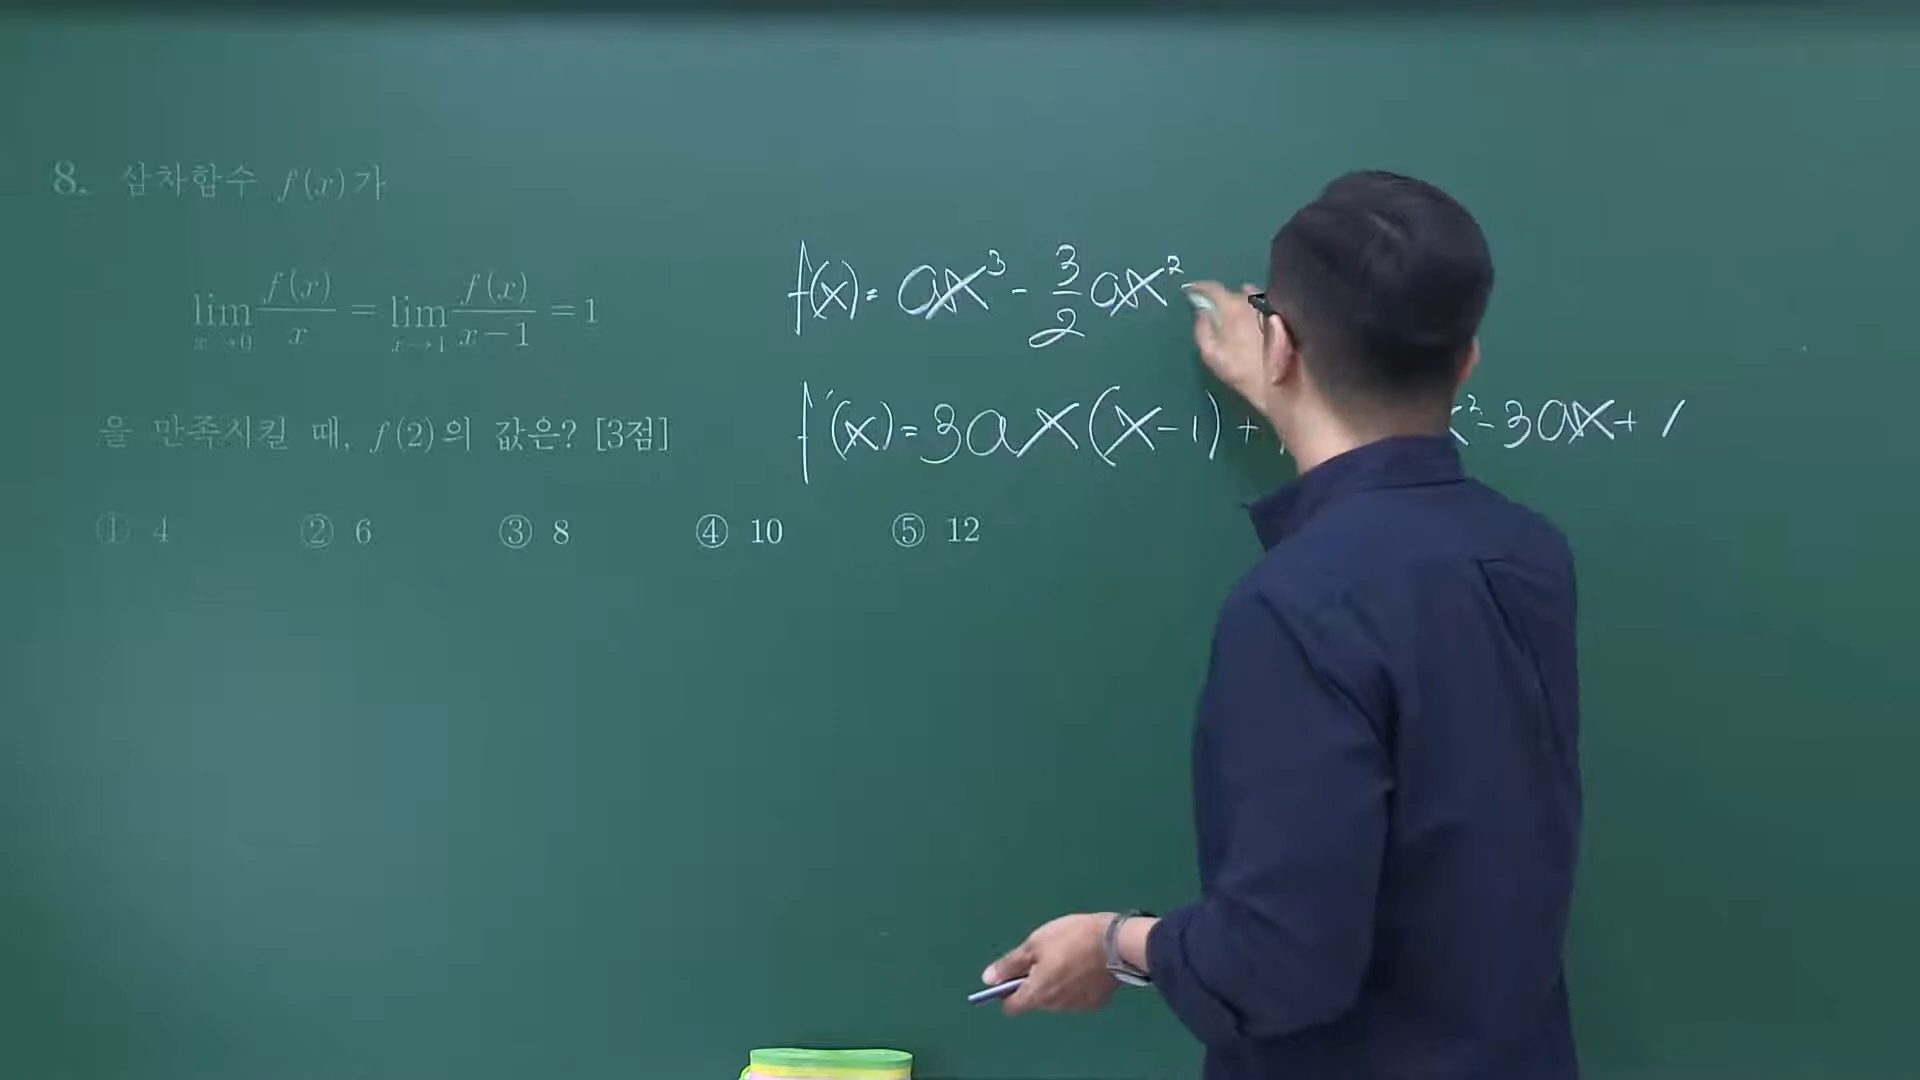 8. 삼차함수 f(x)가
lim x→0 f(x)/x = lim x→1 f(x)/(x-1) = 1
을 만족시킬 때, f(2)의 값은? [3점]
① 4 ② 6 ③ 8 ④ 10 ⑤ 12
f(x) = ax³ - 3/2 ax²
f'(x) = 3ax(x-1)+ x² - 3ax + 1